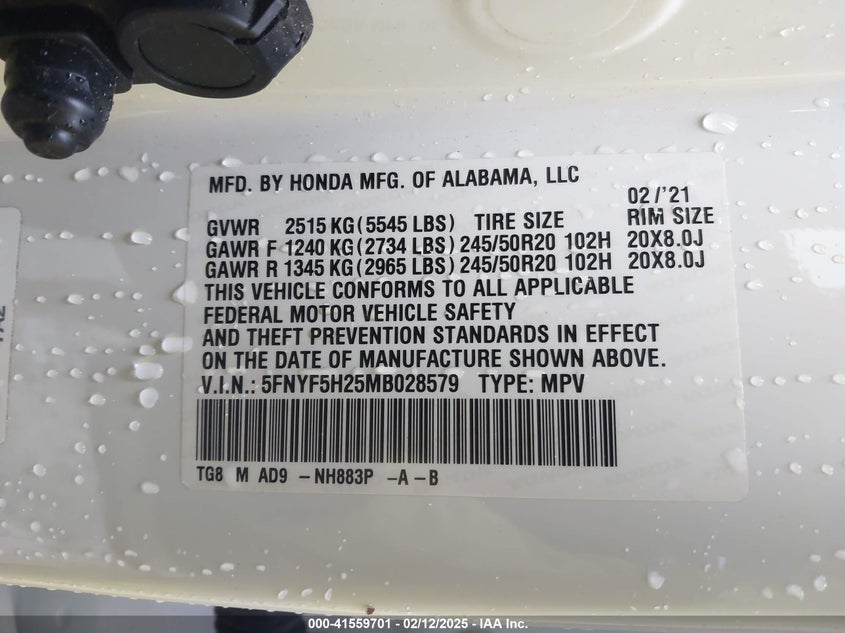 MFD. BY HONDA MFG. OF ALABAMA, LLC
02/'21
GVWR 2515 KG (5545 LBS) TIRE SIZE RIM SIZE
GAWR F 1240 KG (2734 LBS) 245/50R20 102H 20X8.0J
GAWR R 1345 KG (2965 LBS) 245/50R20 102H 20X8.0J
THIS VEHICLE CONFORMS TO ALL APPLICABLE
FEDERAL MOTOR VEHICLE SAFETY
AND THEFT PREVENTION STANDARDS IN EFFECT
ON THE DATE OF MANUFACTURE SHOWN ABOVE.
V.I.N.: 5FNYF5H25MB028579 TYPE: MPV
TG8 M AD9 -NH883P -A-B
000-41559701 - 02/12/2025 - IAA Inc.